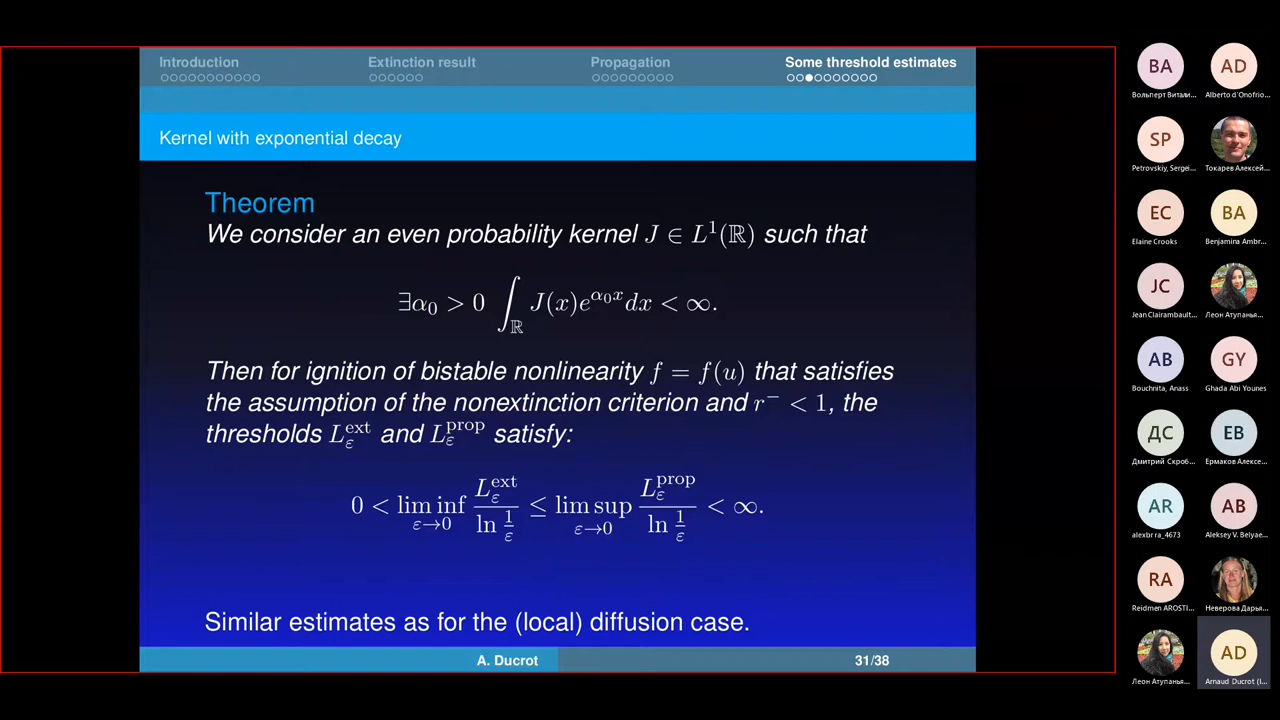 Introduction
Extinction result
Propagation
Some threshold estimates
Kernel with exponential decay
Theorem
We consider an even probability kernel J ∈ L¹(ℝ) such that
∃α₀ > 0 ∫_ℝ J(x)e^{α₀x}dx < ∞.
Then for ignition of bistable nonlinearity f = f(u) that satisfies
the assumption of the nonextinction criterion and r⁻ < 1, the
thresholds L_ε^ext and L_ε^prop satisfy:
0 < lim inf_{ε→0} L_ε^ext / ln 1/ε ≤ lim sup_{ε→0} L_ε^prop / ln 1/ε < ∞.
Similar estimates as for the (local) diffusion case.
A. Ducrot
31/38
BA
Вольперт Витали...
AD
Alberto d'Onofrio...
SP
Petrovskiy, Sergei...
Токарев Алексей...
EC
Elaine Crooks
BA
Benjamina Ambr...
JC
Jean Clairambault...
Леон Атупанья...
AB
Bouchnita, Anass
GY
Ghada Abi Younes
ДС
Дмитрий Скроб...
ЕВ
Ермаков Алексе...
AR
alexbr ra_4673
AB
Aleksey V. Belyae...
RA
Reidmen AROSTI...
Неверова Дарья...
Леон Атупанья...
AD
Arnaud Ducrot (I...